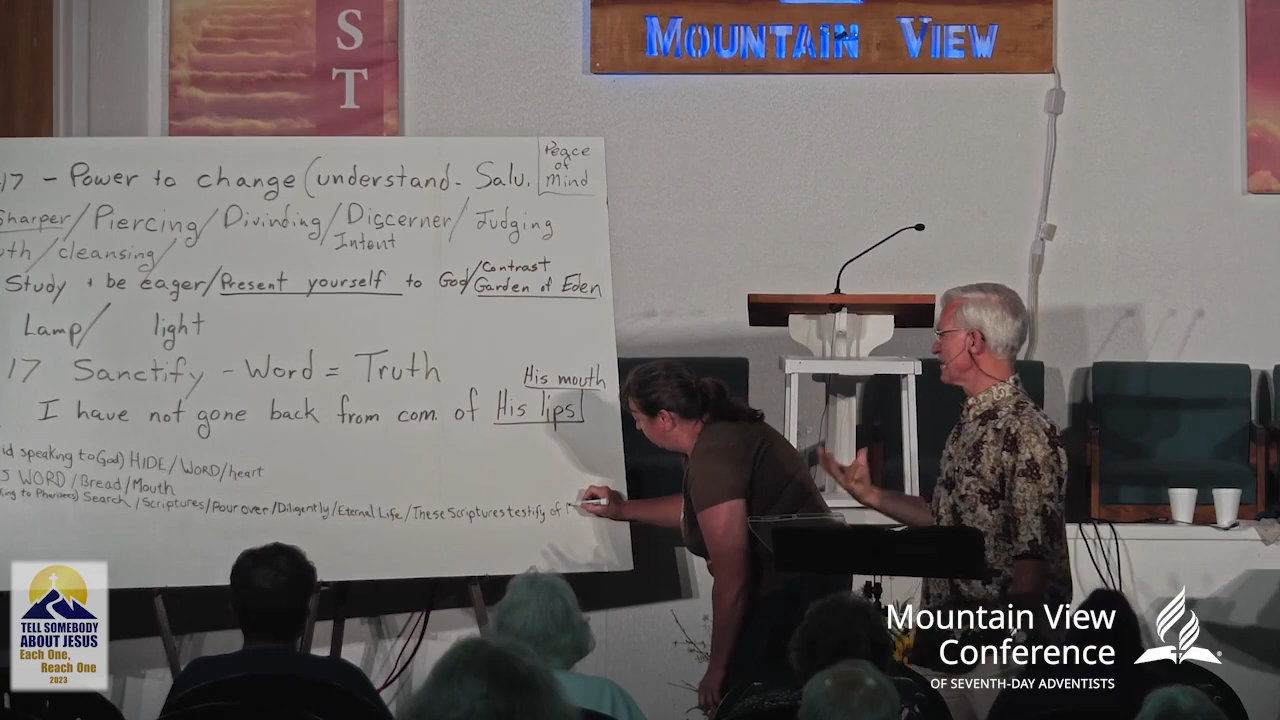 S
T
MOUNTAIN VIEW
Peace
of
mind
17 - Power to change (understand - Salv.
Sharper/Piercing/Divinding/Discerner/Judging
Intent
/cleansing/
Study + be eager/Present yourself to God/Contrast
Garden of Eden
Lamp/ light
17 Sanctify - Word = Truth
His mouth
I have not gone back from com. of His lips
speaking to God) HIDE/WORD/heart
WORD/Bread/Mouth
to Pharisees) Search/Scriptures/Pour over/Diligently/Eternal Life/These Scriptures testify of
TELL SOMEBODY
ABOUT JESUS
Each One,
Reach One
2023
Mountain View
Conference
OF SEVENTH-DAY ADVENTISTS